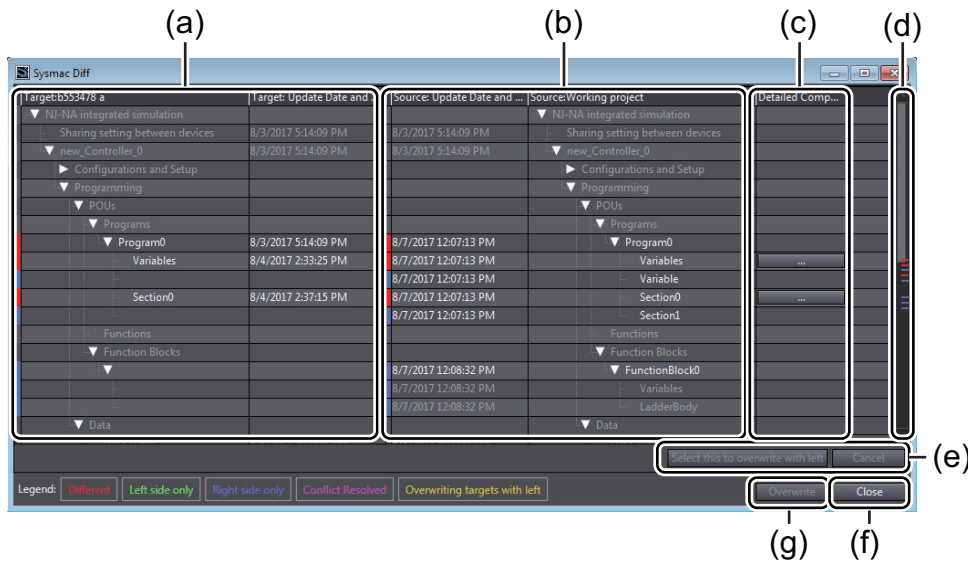 (a) (b) (c) (d)
Sysmac Diff
Target:b553478 a Target: Update Date and Source: Update Date and ... Source:Working project Detailed Comp...
NJ-NA integrated simulation NJ-NA integrated simulation
Sharing setting between devices 8/3/2017 5:14:09 PM 8/3/2017 5:14:09 PM Sharing setting between devices
new_Controller_0 8/3/2017 5:14:09 PM 8/3/2017 5:14:09 PM new_Controller_0
Configurations and Setup Configurations and Setup
Programming Programming
POUs POUs
Programs Programs
Program0 8/3/2017 5:14:09 PM 8/7/2017 12:07:13 PM Program0
Variables 8/4/2017 2:33:25 PM 8/7/2017 12:07:13 PM Variables ...
8/7/2017 12:07:13 PM Variable
Section0 8/4/2017 2:37:15 PM 8/7/2017 12:07:13 PM Section0 ...
8/7/2017 12:07:13 PM Section1
Functions Functions
Function Blocks Function Blocks
8/7/2017 12:08:32 PM FunctionBlock0
8/7/2017 12:08:32 PM Variables
8/7/2017 12:08:32 PM LadderBody
Data Data
Select this to overwrite with left Cancel (e)
Legend: Different Left side only Right side only Conflict Resolved Overwriting targets with left Overwrite Close
(g) (f)